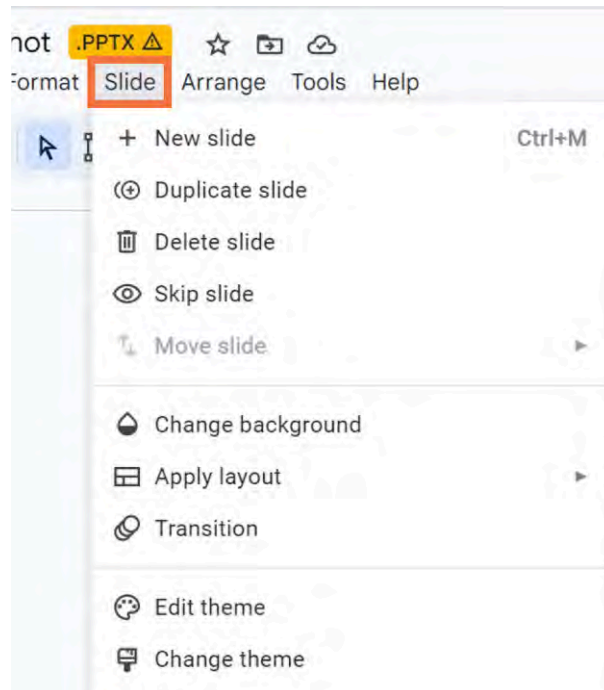 not .PPTX
Format Slide Arrange Tools Help
New slide Ctrl+M
Duplicate slide
Delete slide
Skip slide
Move slide
Change background
Apply layout
Transition
Edit theme
Change theme